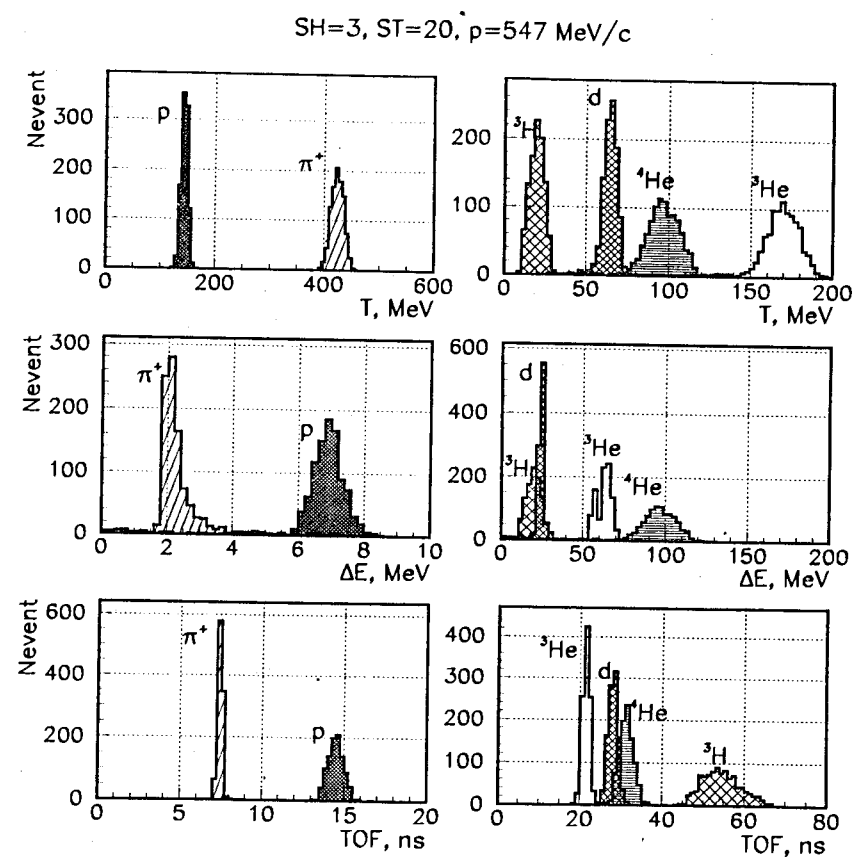 SH=3, ST=20, p=547 MeV/c
Nevent
300
200
100
0
p
π⁺
0
200
400
600
T, MeV
200
100
0
³H
d
⁴He
³He
0
50
100
150
200
T, MeV
Nevent
300
200
100
0
π⁺
p
0
2
4
6
8
10
ΔE, MeV
600
400
200
0
d
³H
³He
⁴He
0
50
100
150
200
ΔE, MeV
Nevent
600
400
200
0
π⁺
p
0
5
10
15
20
TOF, ns
400
300
200
100
0
³He
d
⁴He
³H
0
20
40
60
80
TOF, ns